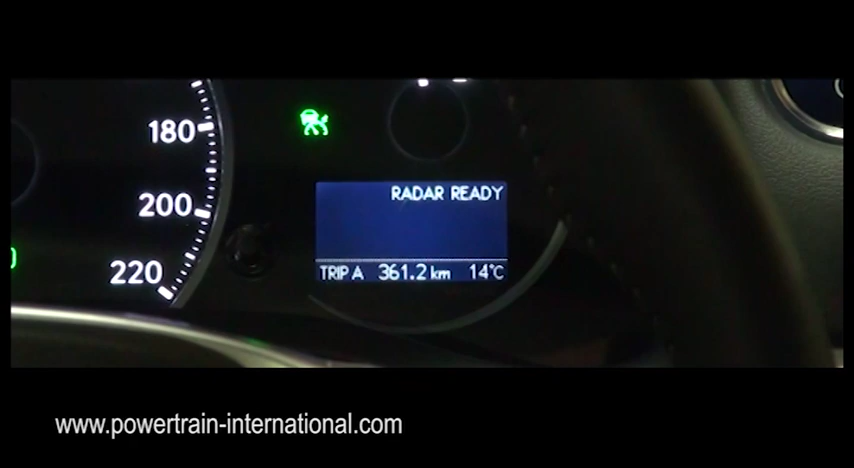 180
200
220
RADAR READY
TRIP A 361.2 km 14°C
www.powertrain-international.com